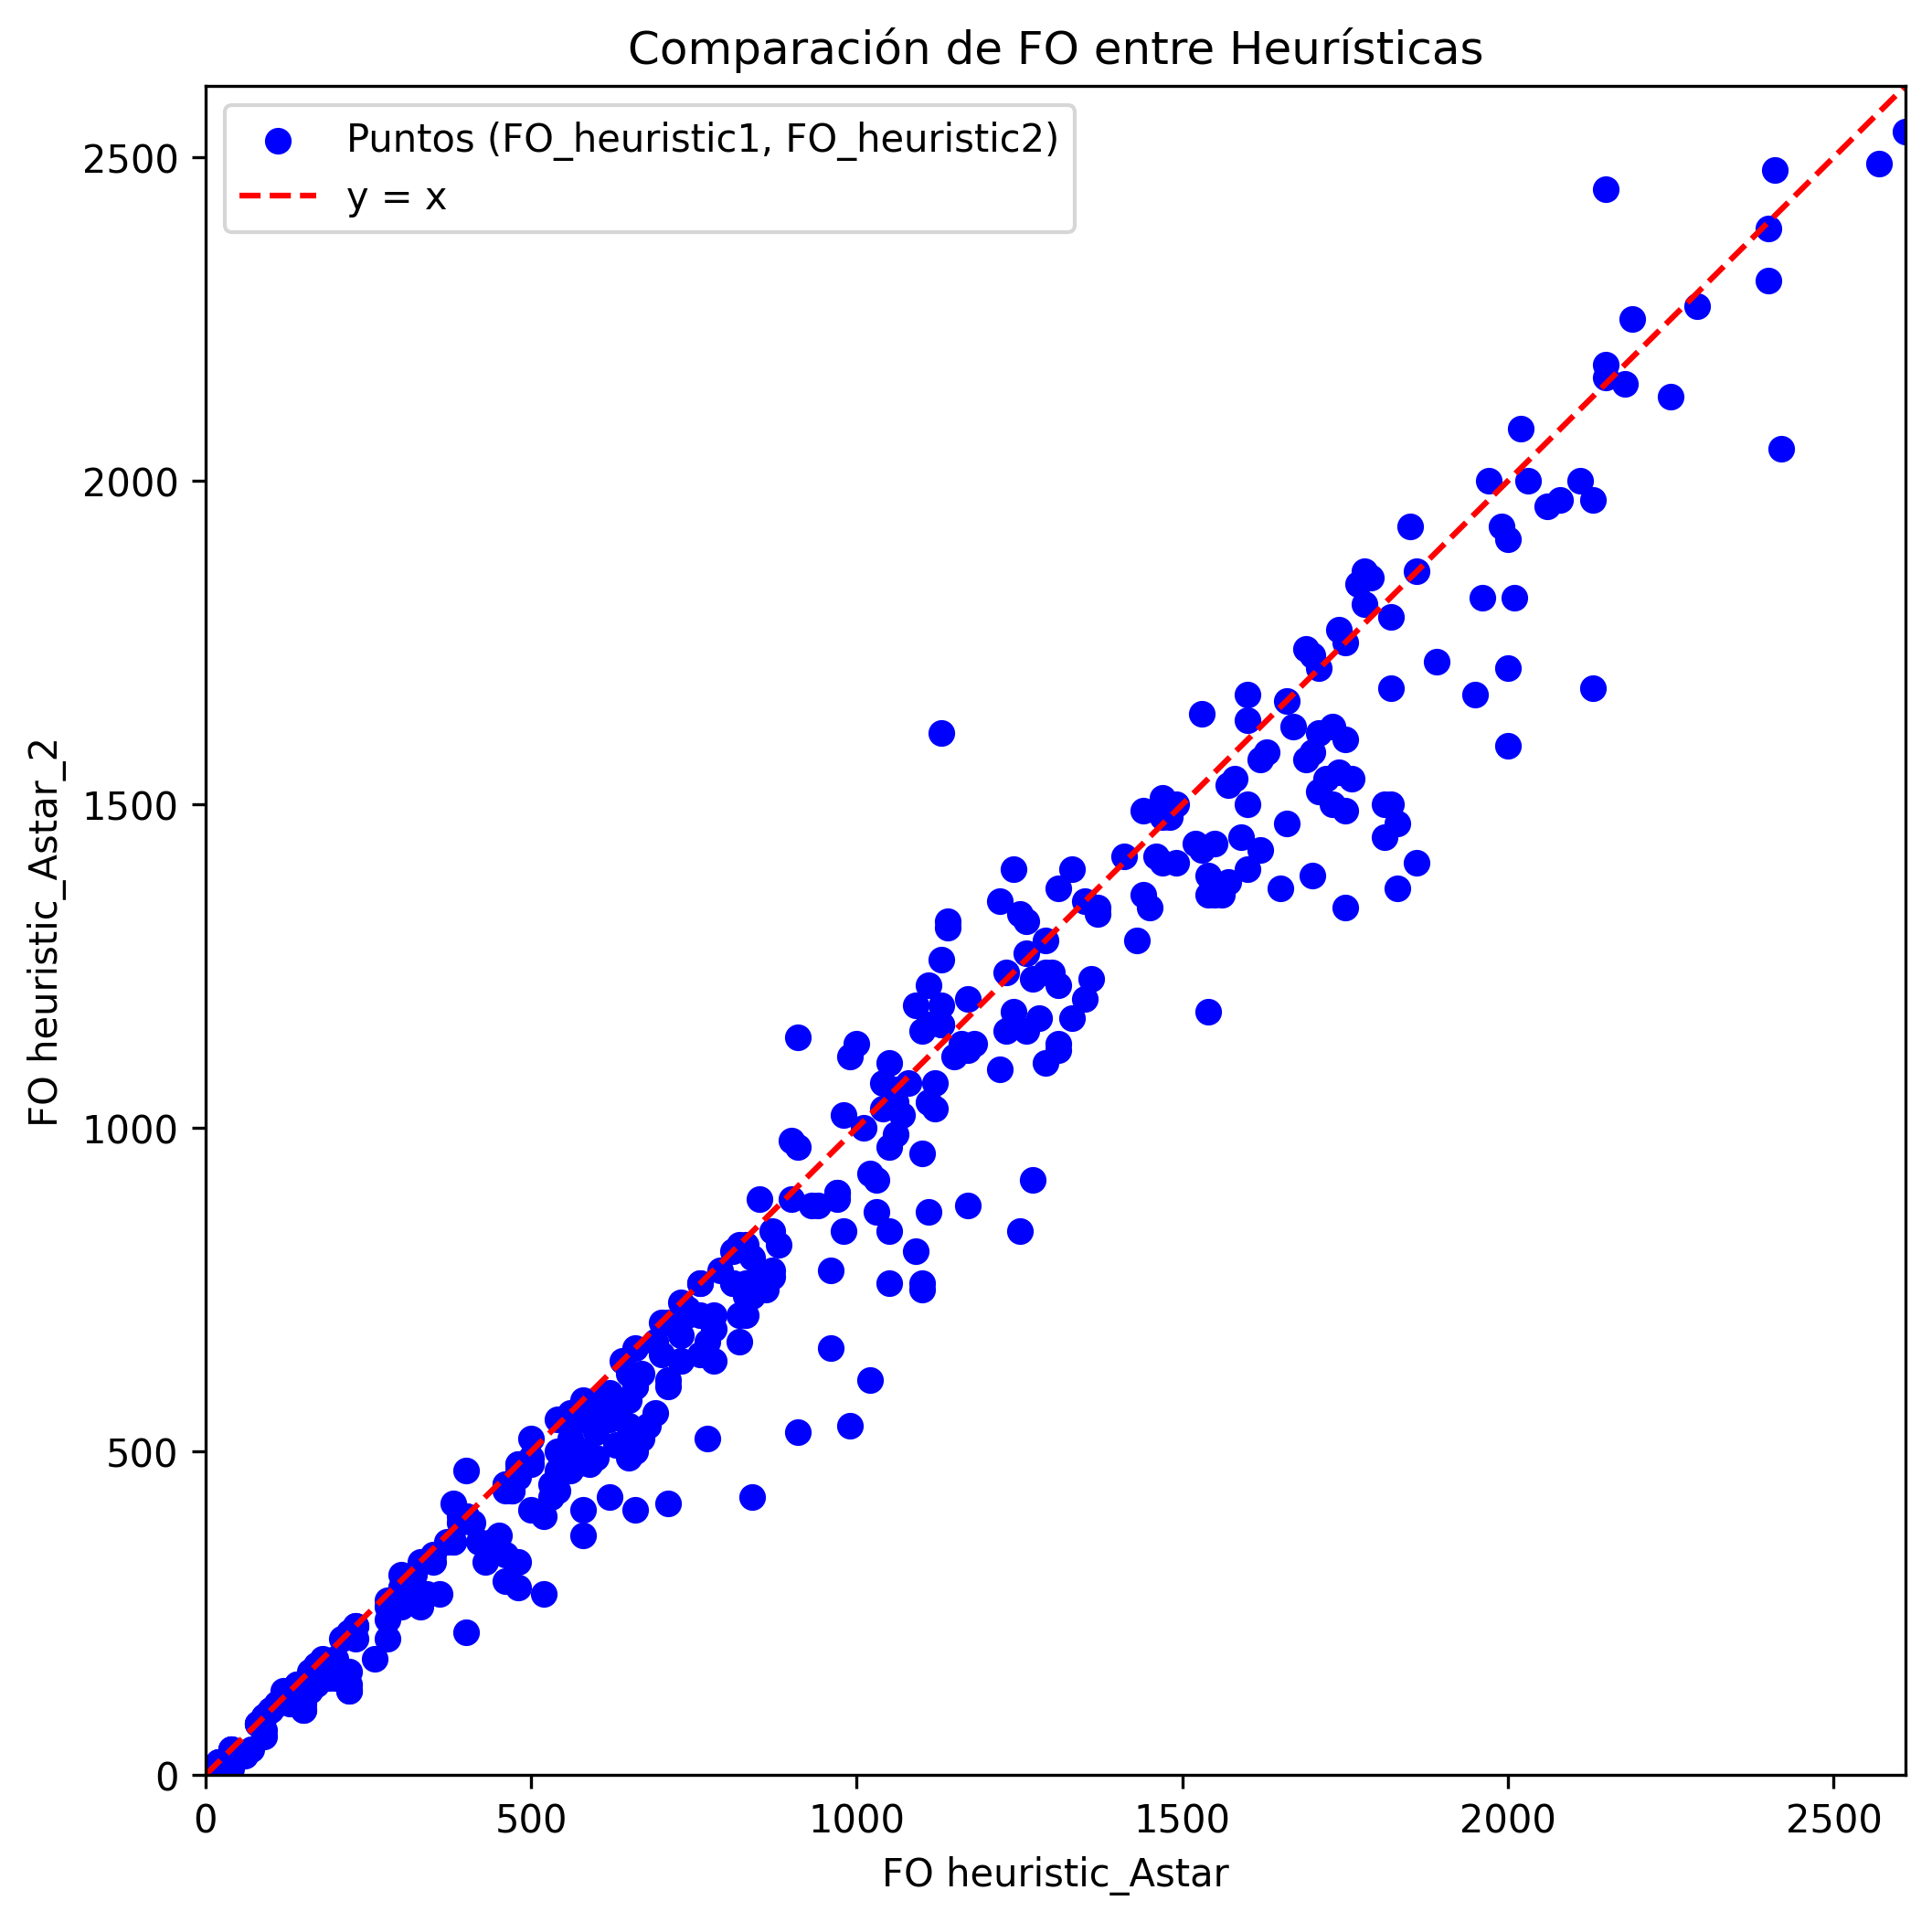 Comparación de FO entre Heurísticas
Puntos (FO_heuristic1, FO_heuristic2)
y = x
2500
2000
1500
1000
500
0
FO heuristic_Astar_2
0 500 1000 1500 2000 2500
FO heuristic_Astar